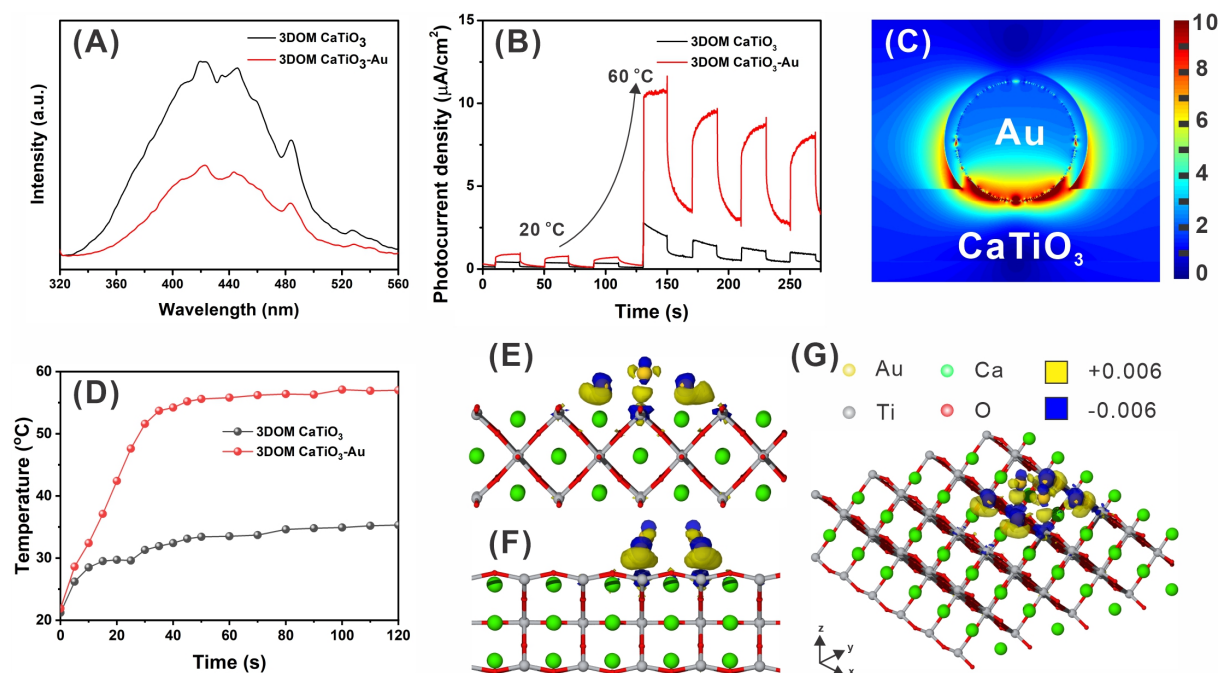 (A)
3DOM CaTiO3
3DOM CaTiO3-Au
Intensity (a.u.)
320 360 400 440 480 520 560
Wavelength (nm)
(B)
3DOM CaTiO3
3DOM CaTiO3-Au
60 °C
20 °C
Photocurrent density (μA/cm2)
15
10
5
0
0 50 100 150 200 250
Time (s)
(C)
Au
CaTiO3
10
8
6
4
2
0
(D)
3DOM CaTiO3
3DOM CaTiO3-Au
Temperature (°C)
60
50
40
30
20
0 20 40 60 80 100 120
Time (s)
(E)
(F)
(G)
Au Ca +0.006
Ti O -0.006
z
y
x